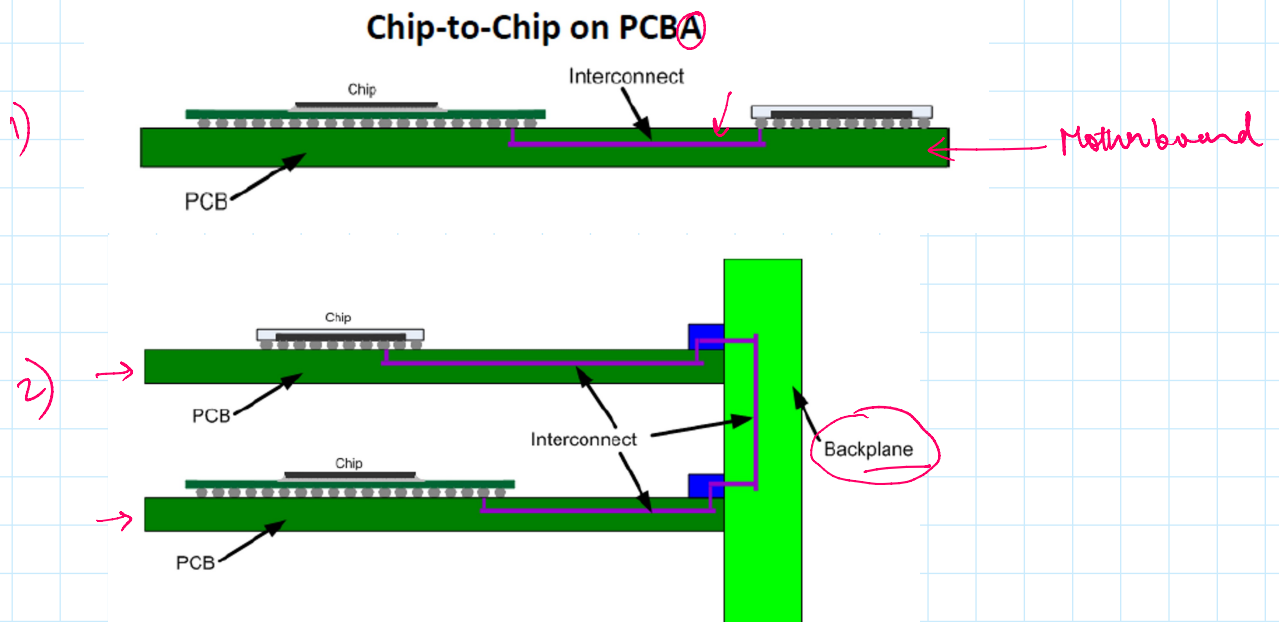 Chip-to-Chip on PCBA
Interconnect
Chip
1)
Motherboard
PCB
Chip
2)
PCB
Interconnect
Backplane
Chip
PCB